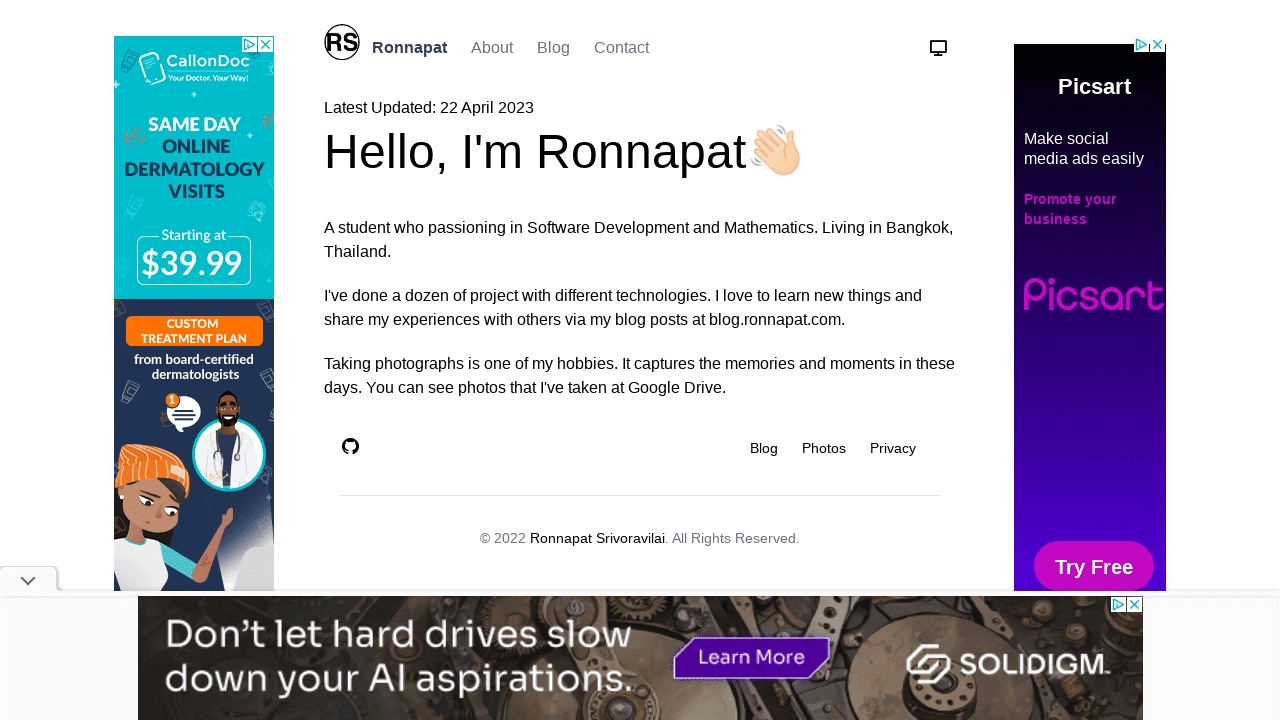 RS
Ronnapat
About
Blog
Contact
Latest Updated: 22 April 2023
Hello, I'm Ronnapat👋🏻
A student who passioning in Software Development and Mathematics. Living in Bangkok,
Thailand.
I've done a dozen of project with different technologies. I love to learn new things and
share my experiences with others via my blog posts at blog.ronnapat.com.
Taking photographs is one of my hobbies. It captures the memories and moments in these
days. You can see photos that I've taken at Google Drive.
Blog
Photos
Privacy
© 2022 Ronnapat Srivoravilai. All Rights Reserved.
CallonDoc
Your Doctor, Your Way!
SAME DAY
ONLINE
DERMATOLOGY
VISITS
Starting at
$39.99
CUSTOM
TREATMENT PLAN
from board-certified
dermatologists
1
Picsart
Make social
media ads easily
Promote your
business
Picsart
Try Free
Don't let hard drives slow
down your AI aspirations.
Learn More
SOLIDIGM